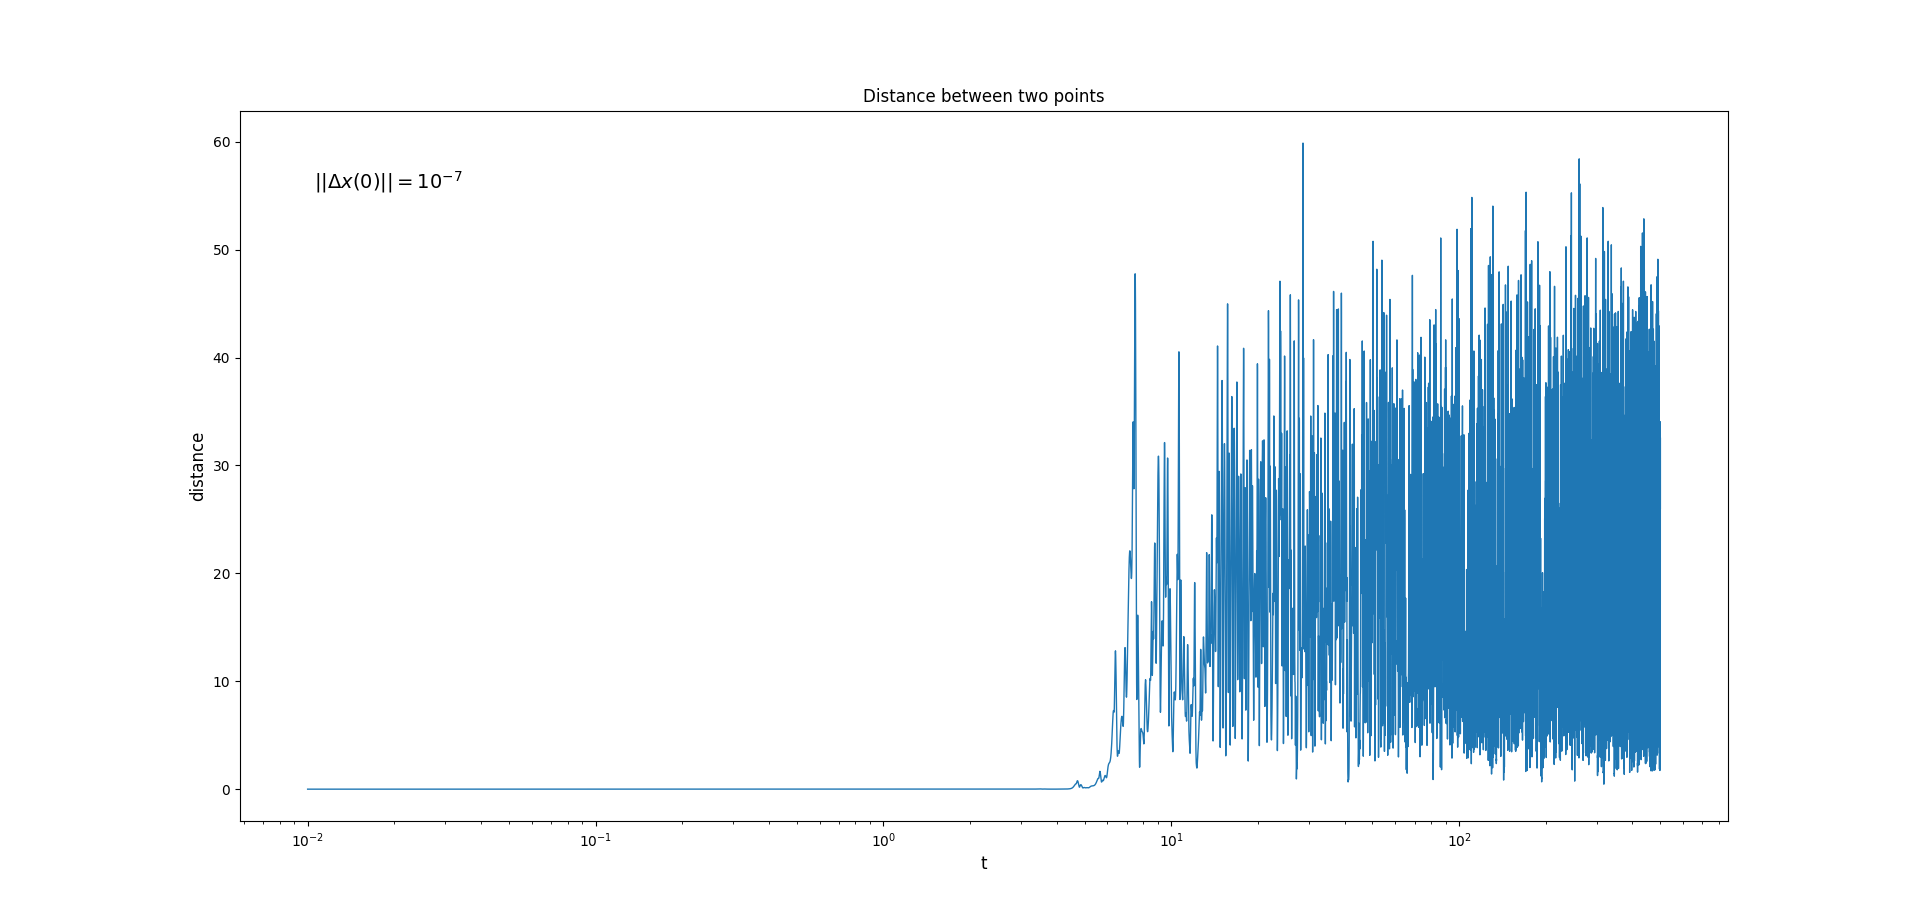 Distance between two points
||Δx(0)|| = 10⁻⁷
60
50
40
30
20
10
0
distance
10⁻² 10⁻¹ 10⁰ 10¹ 10²
t